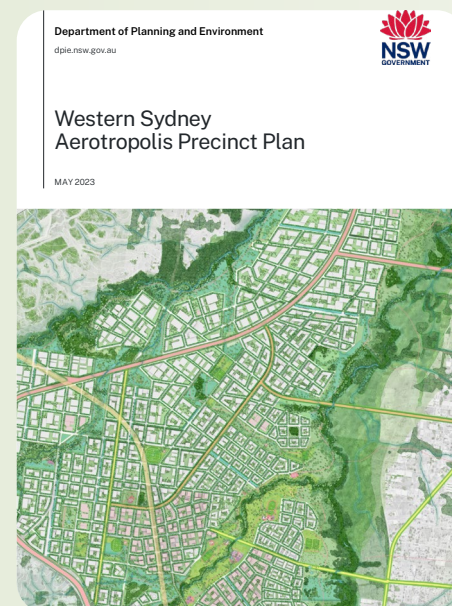 Department of Planning and Environment
dpie.nsw.gov.au
NSW
GOVERNMENT
Western Sydney
Aerotropolis Precinct Plan
MAY 2023